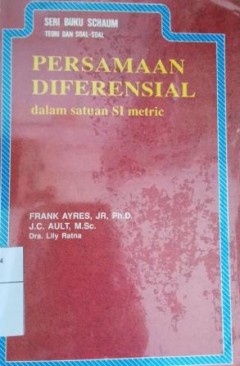 SERI BUKU SCHAUM
TEORI DAN SOAL-SOAL
PERSAMAAN
DIFERENSIAL
dalam satuan SI metric
FRANK AYRES, JR, Ph.D.
J.C. AULT, M.Sc.
Dra. Lily Ratna